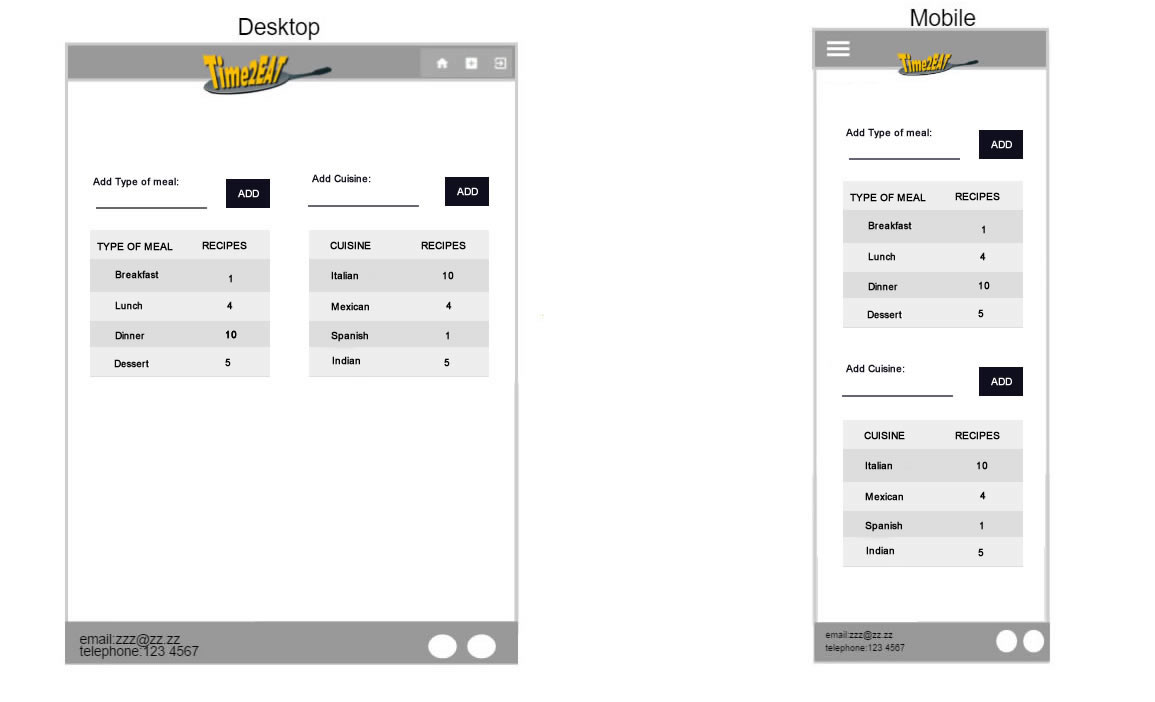 Desktop
Time2EAT
Add Type of meal:
ADD
Add Cuisine:
ADD
TYPE OF MEAL RECIPES
Breakfast 1
Lunch 4
Dinner 10
Dessert 5
CUISINE RECIPES
Italian 10
Mexican 4
Spanish 1
Indian 5
email:zzz@zz.zz
telephone:123 4567
Mobile
Time2EAT
Add Type of meal:
ADD
TYPE OF MEAL RECIPES
Breakfast 1
Lunch 4
Dinner 10
Dessert 5
Add Cuisine:
ADD
CUISINE RECIPES
Italian 10
Mexican 4
Spanish 1
Indian 5
email:zzz@zz.zz
telephone:123 4567